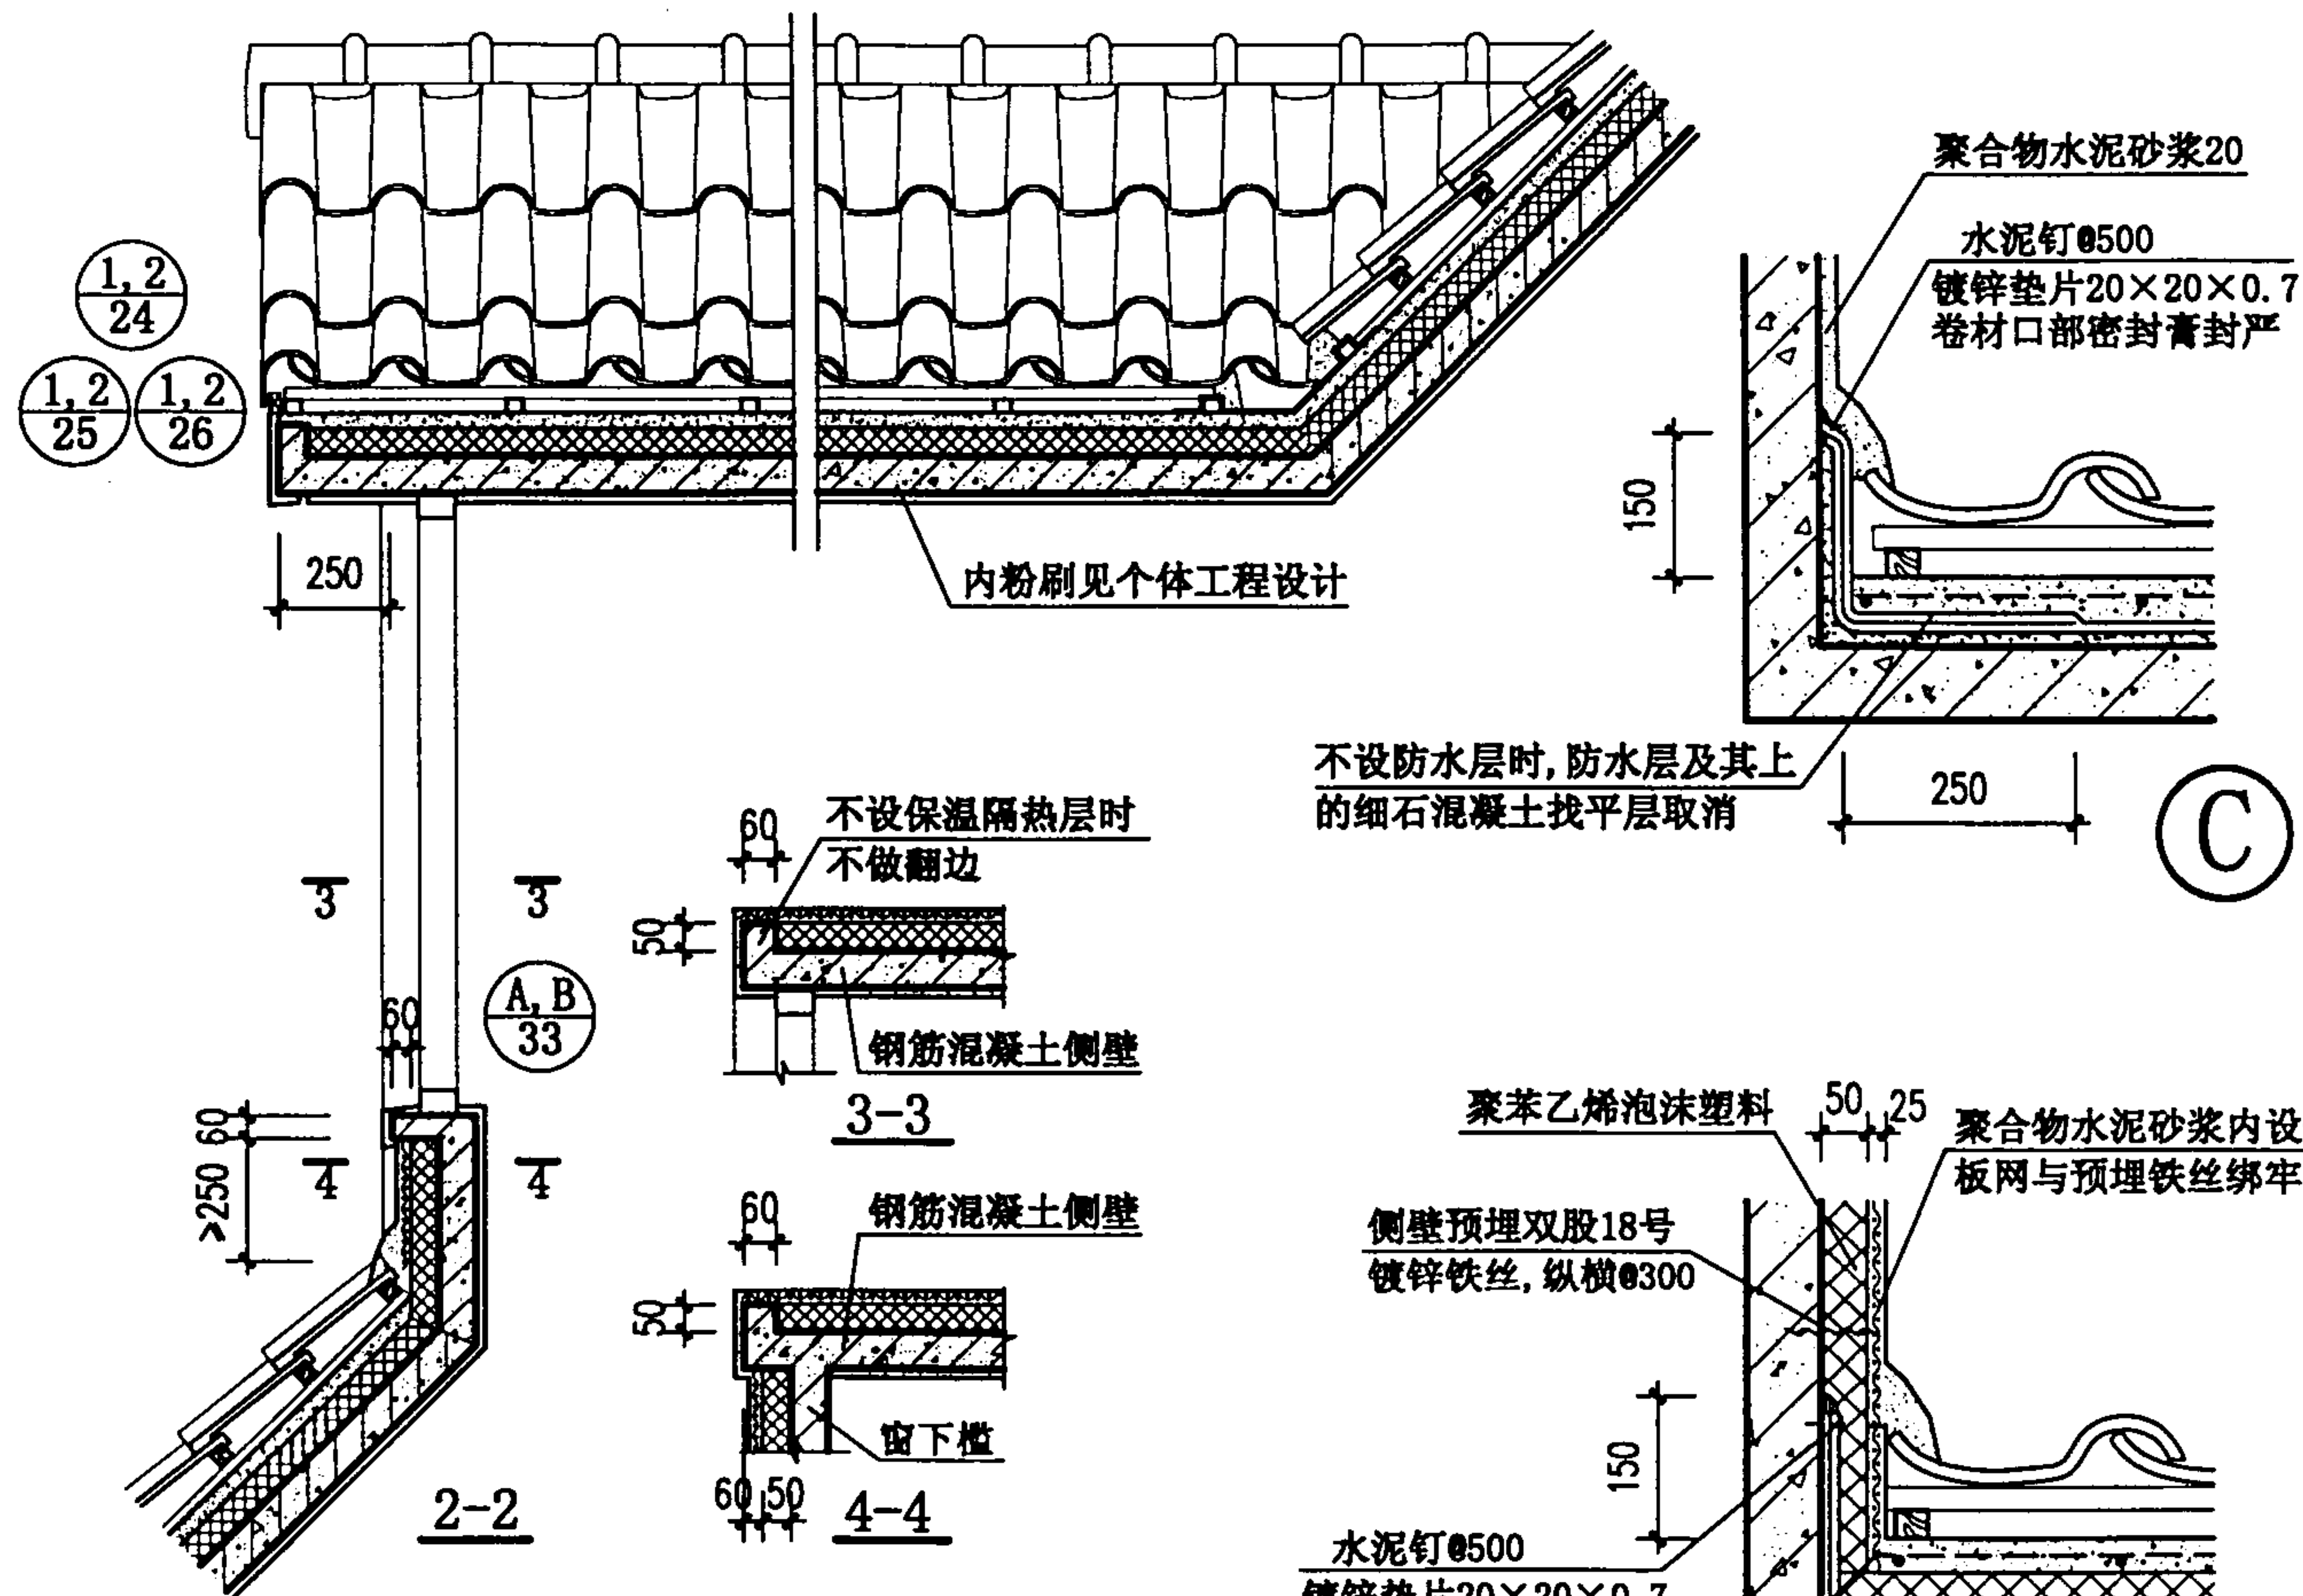 1,2
24
1,2
25
1,2
26
250
内粉刷见个体工程设计
聚合物水泥砂浆20
水泥钉@500
镀锌垫片20×20×0.7
卷材口部密封膏封严
150
不设防水层时,防水层及其上
的细石混凝土找平层取消
250
C
3
3
A,B
33
60
60
≥250
4
4
2-2
60
不设保温隔热层时
不做翻边
50
钢筋混凝土侧壁
3-3
60
钢筋混凝土侧壁
50
窗下槛
60
50
4-4
聚苯乙烯泡沫塑料
50
25
聚合物水泥砂浆内设
板网与预埋铁丝绑牢
侧壁预埋双股18号
镀锌铁丝,纵横@300
150
水泥钉@500
镀锌垫片20×20×0.7